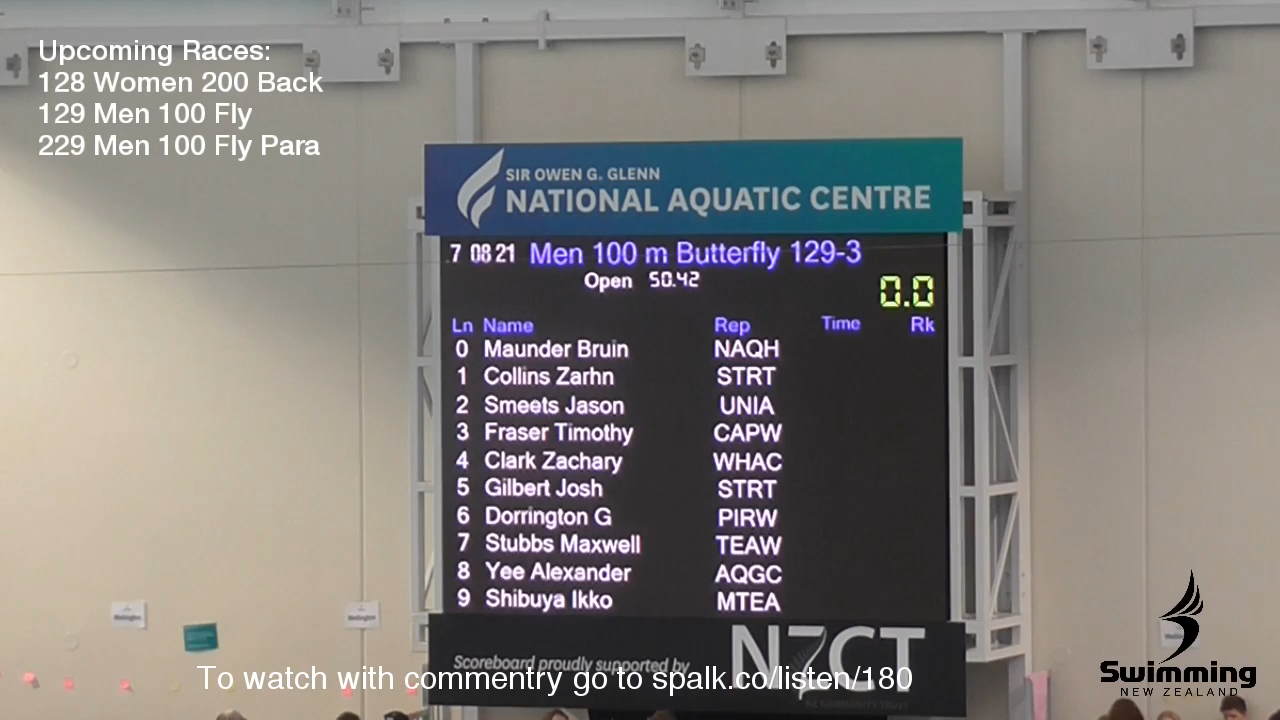 Upcoming Races:
128 Women 200 Back
129 Men 100 Fly
229 Men 100 Fly Para
SIR OWEN G. GLENN
NATIONAL AQUATIC CENTRE
7 08 21 Men 100 m Butterfly 129-3
Open 50.42
0.0
Ln Name Rep Time Rk
0 Maunder Bruin NAQH
1 Collins Zarhn STRT
2 Smeets Jason UNIA
3 Fraser Timothy CAPW
4 Clark Zachary WHAC
5 Gilbert Josh STRT
6 Dorrington G PIRW
7 Stubbs Maxwell TEAW
8 Yee Alexander AQGC
9 Shibuya Ikko MTEA
Wellington
Wellington
Scoreboard proudly supported by NZCT
NZ COMMUNITY TRUST
To watch with commentry go to spalk.co/listen/180
Swimming
NEW ZEALAND